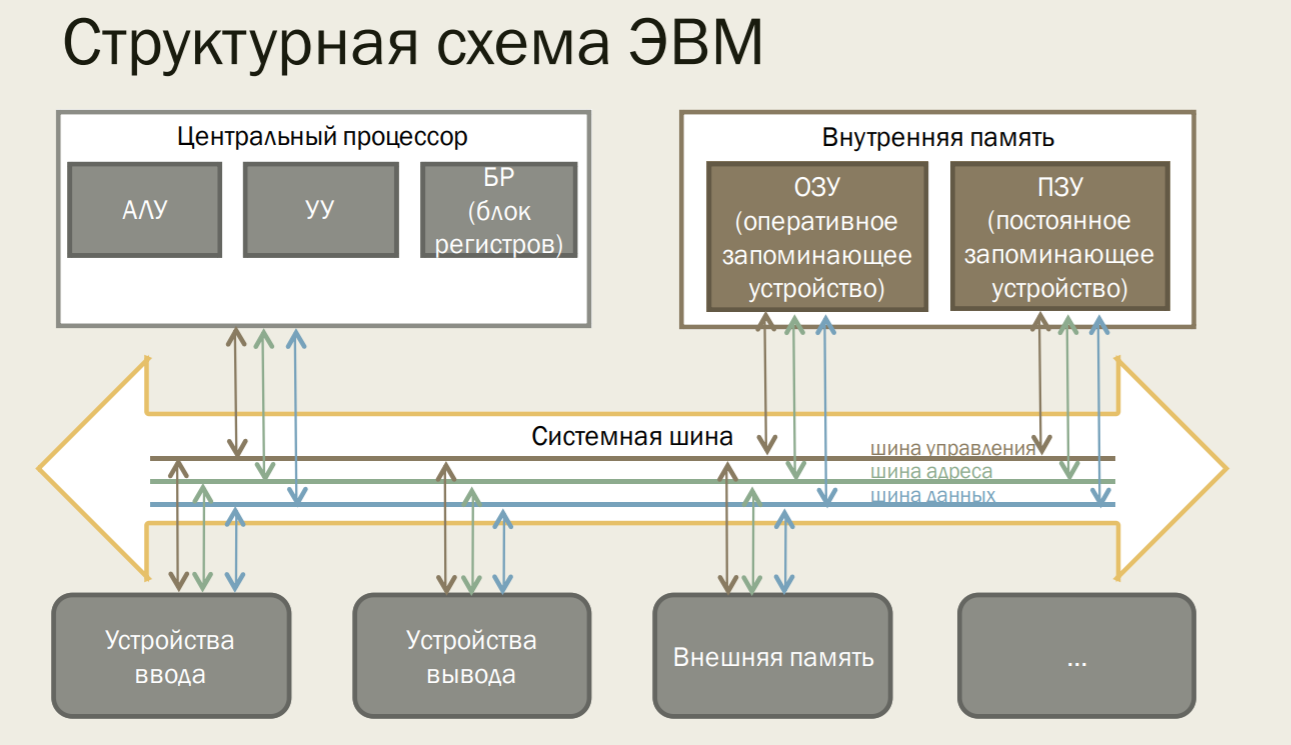 Структурная схема ЭВМ
Центральный процессор
АЛУ
УУ
БР
(блок
регистров)
Внутренняя память
ОЗУ
(оперативное
запоминающее
устройство)
ПЗУ
(постоянное
запоминающее
устройство)
Системная шина
шина управления
шина адреса
шина данных
Устройства
ввода
Устройства
вывода
Внешняя память
...